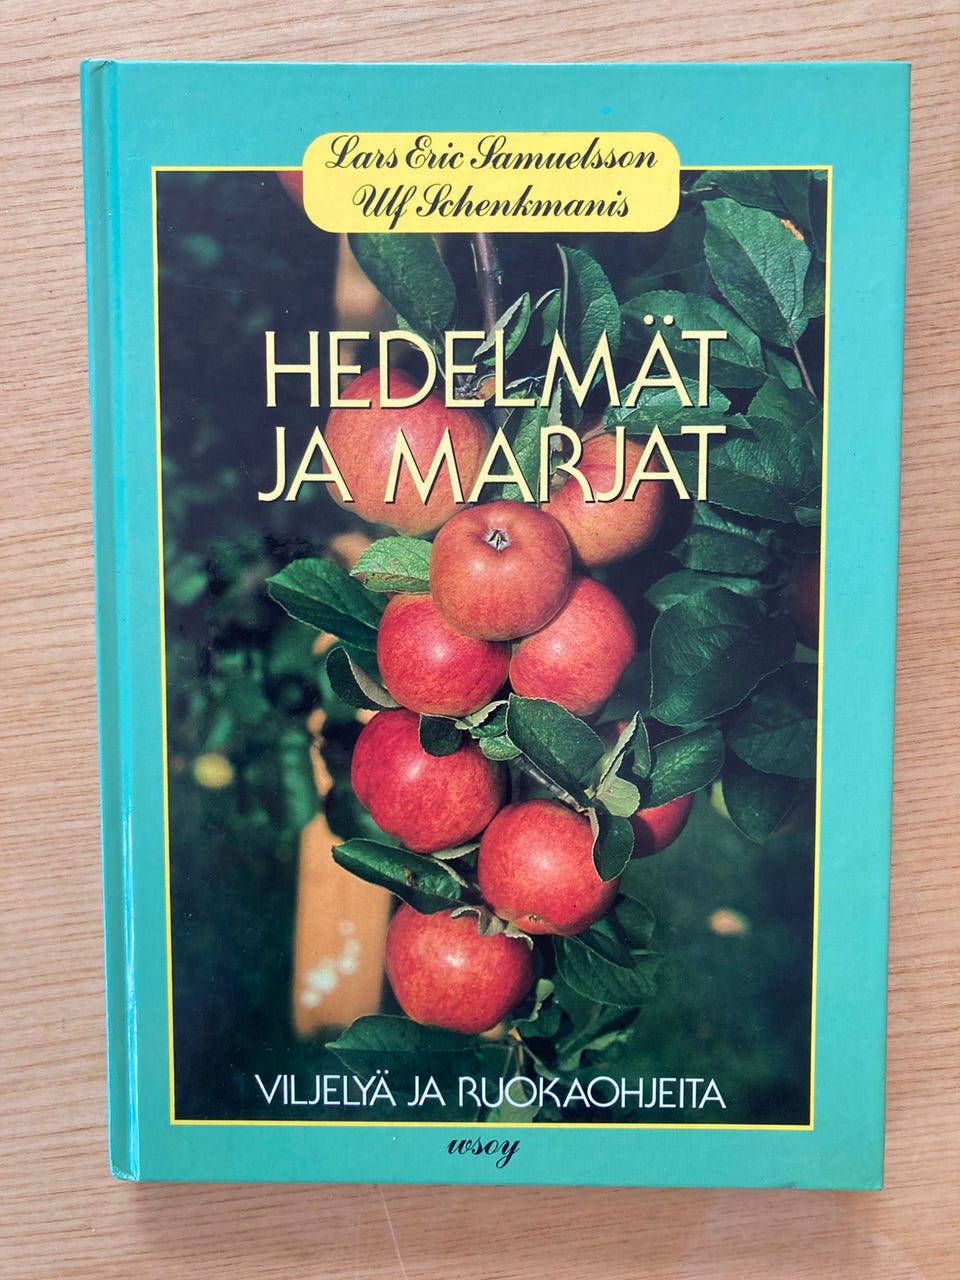 Lars Eric Samuelsson
Ulf Schenkmanis
HEDELMÄT
JA MARJAT
VILJELYÄ JA RUOKAOHJEITA
wsoy